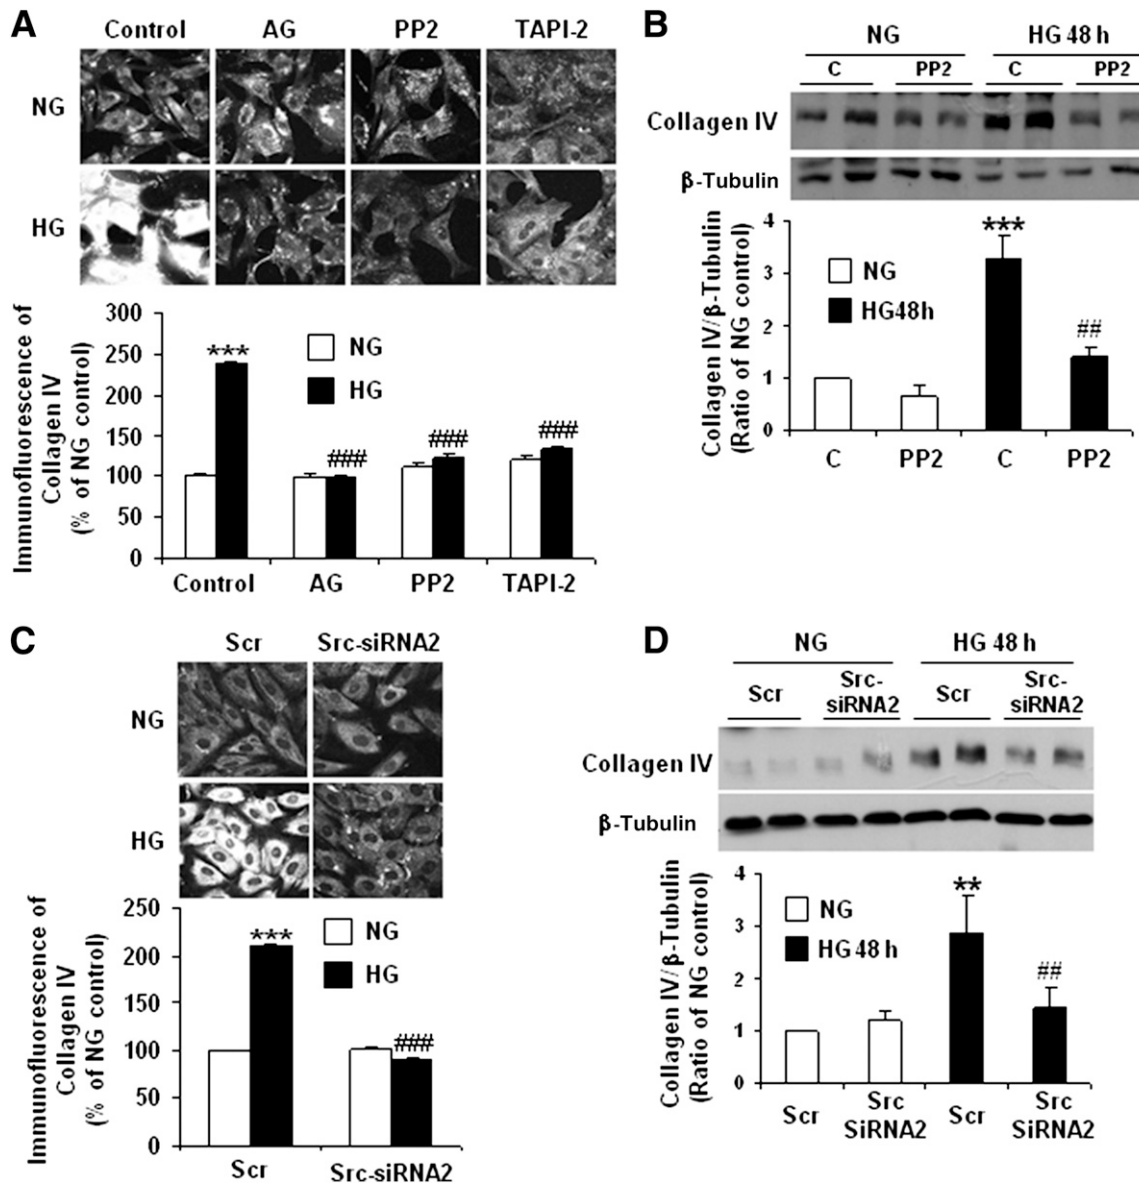 A
Control AG PP2 TAPI-2
NG
HG
Immunofluorescence of
Collagen IV
(% of NG control)
300
250
200
150
100
50
0
***
###
###
###
NG
HG
Control AG PP2 TAPI-2
B
NG HG 48 h
C PP2 C PP2
Collagen IV
β-Tubulin
Collagen IV/β-Tubulin
(Ratio of NG control)
4
3
2
1
0
NG
HG48h
***
##
C PP2 C PP2
C
Scr Src-siRNA2
NG
HG
Immunofluorescence of
Collagen IV
(% of NG control)
250
200
150
100
50
0
***
###
NG
HG
Scr Src-siRNA2
D
NG HG 48 h
Scr Src-siRNA2 Scr Src-siRNA2
Collagen IV
β-Tubulin
Collagen IV/β-Tubulin
(Ratio of NG control)
4
3
2
1
0
NG
HG 48 h
**
##
Scr Src SiRNA2 Scr Src SiRNA2